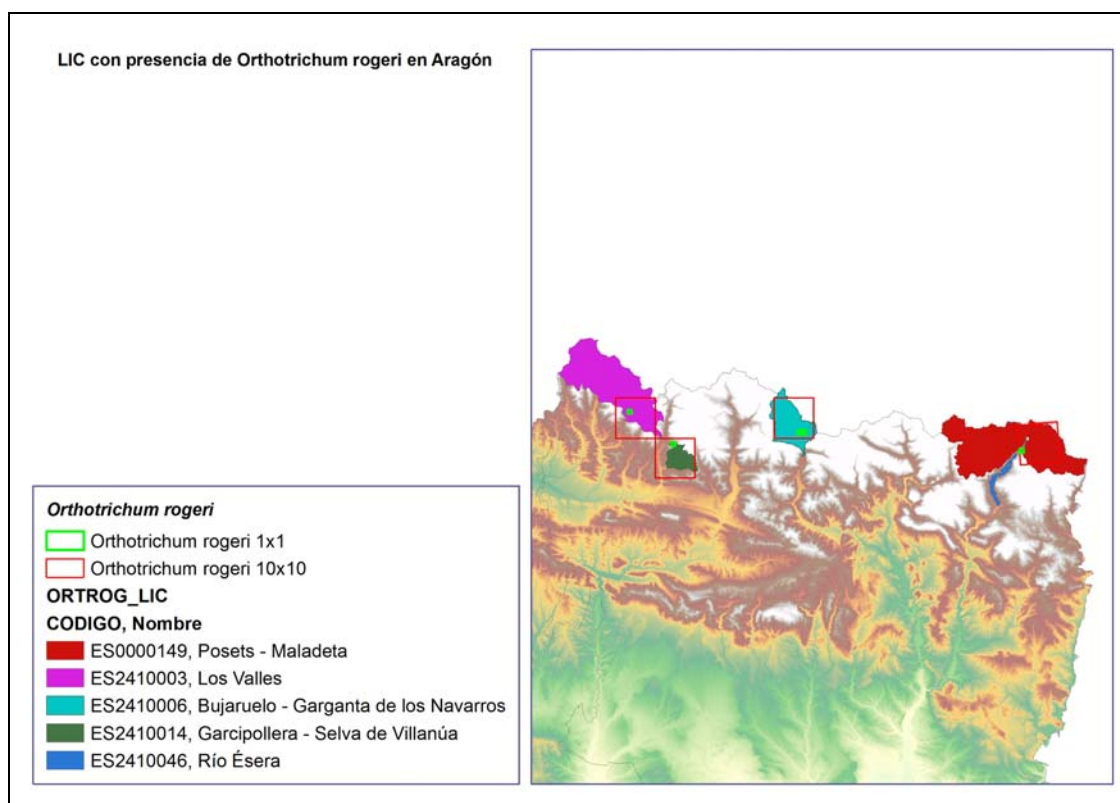 LIC con presencia de Orthotrichum rogeri en Aragón
Orthotrichum rogeri
Orthotrichum rogeri 1x1
Orthotrichum rogeri 10x10
ORTROG_LIC
CODIGO, Nombre
ES0000149, Posets - Maladeta
ES2410003, Los Valles
ES2410006, Bujaruelo - Garganta de los Navarros
ES2410014, Garcipollera - Selva de Villanúa
ES2410046, Río Ésera